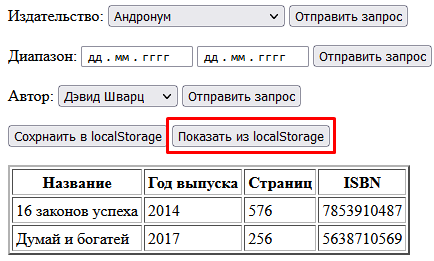 Издательство: Андронум Отправить запрос
Диапазон: дд.мм.гггг дд.мм.гггг Отправить запрос
Автор: Дэвид Шварц Отправить запрос
Сохрнаить в localStorage Показать из localStorage
Название Год выпуска Страниц ISBN
16 законов успеха 2014 576 7853910487
Думай и богатей 2017 256 5638710569